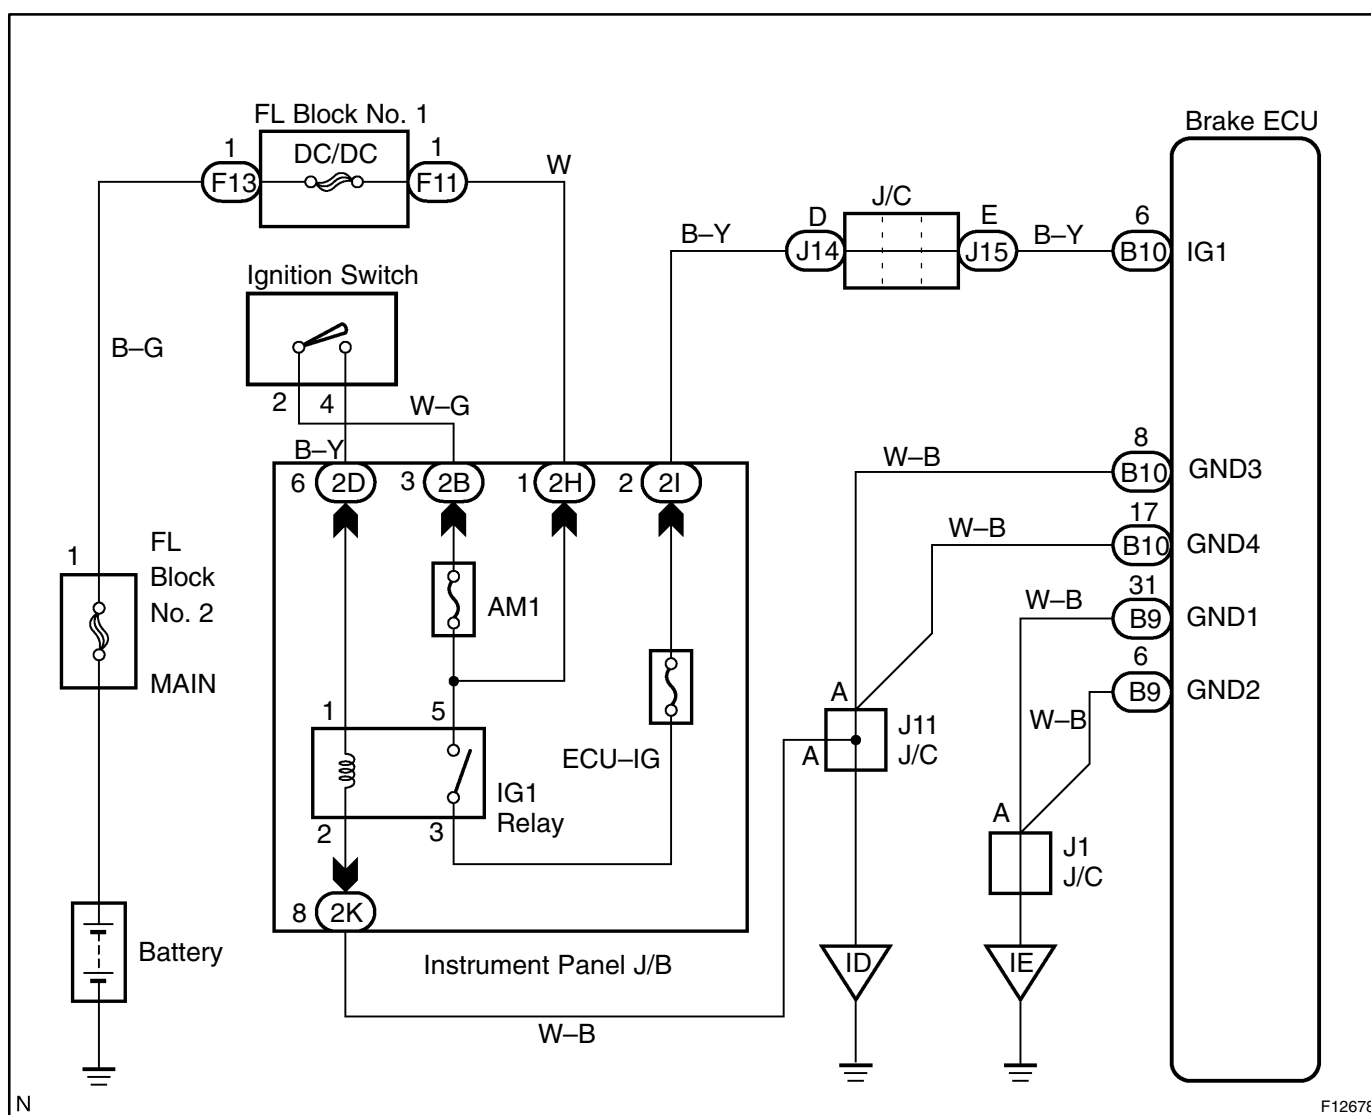 FL Block No. 1
Brake ECU
1
DC/DC
1
F13
F11
W
J/C
D
E
6
B–Y
J14
J15
B–Y
B10
IG1
Ignition Switch
B–G
2
4
W–G
B–Y
6
2D
3
2B
1
2H
2
2I
8
W–B
B10
GND3
17
W–B
B10
GND4
31
W–B
B9
GND1
6
B9
GND2
W–B
1
FL
Block
No. 2
MAIN
AM1
1
5
ECU–IG
IG1
Relay
2
3
A
A
J11
J/C
A
J1
J/C
8
2K
Battery
Instrument Panel J/B
ID
IE
W–B
N
F12678